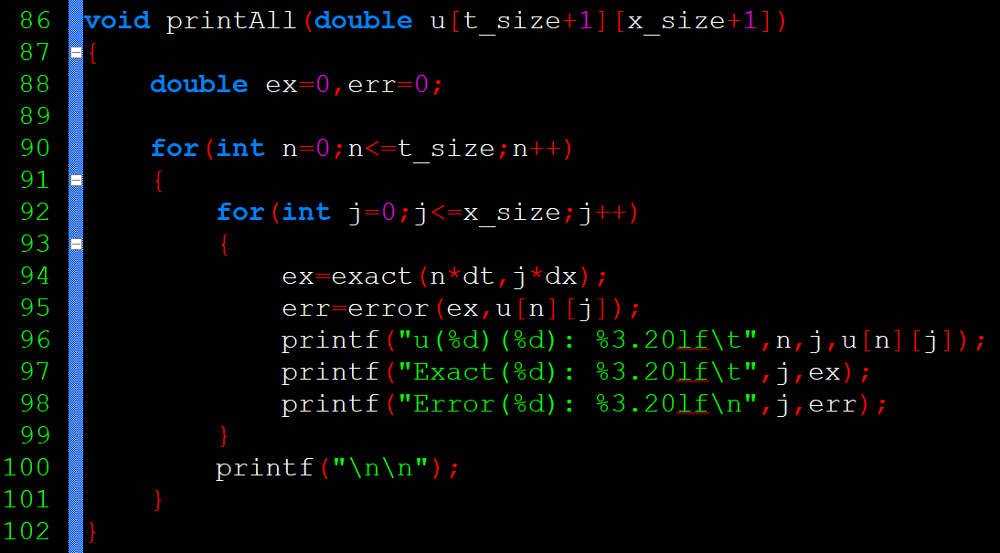 86 void printAll(double u[t_size+1][x_size+1])
87 {
88     double ex=0,err=0;
89
90     for(int n=0;n<=t_size;n++)
91     {
92         for(int j=0;j<=x_size;j++)
93         {
94             ex=exact(n*dt,j*dx);
95             err=error(ex,u[n][j]);
96             printf("u(%d)(%d): %3.20lf\t",n,j,u[n][j]);
97             printf("Exact(%d): %3.20lf\t",j,ex);
98             printf("Error(%d): %3.20lf\n",j,err);
99         }
100         printf("\n\n");
101     }
102 }